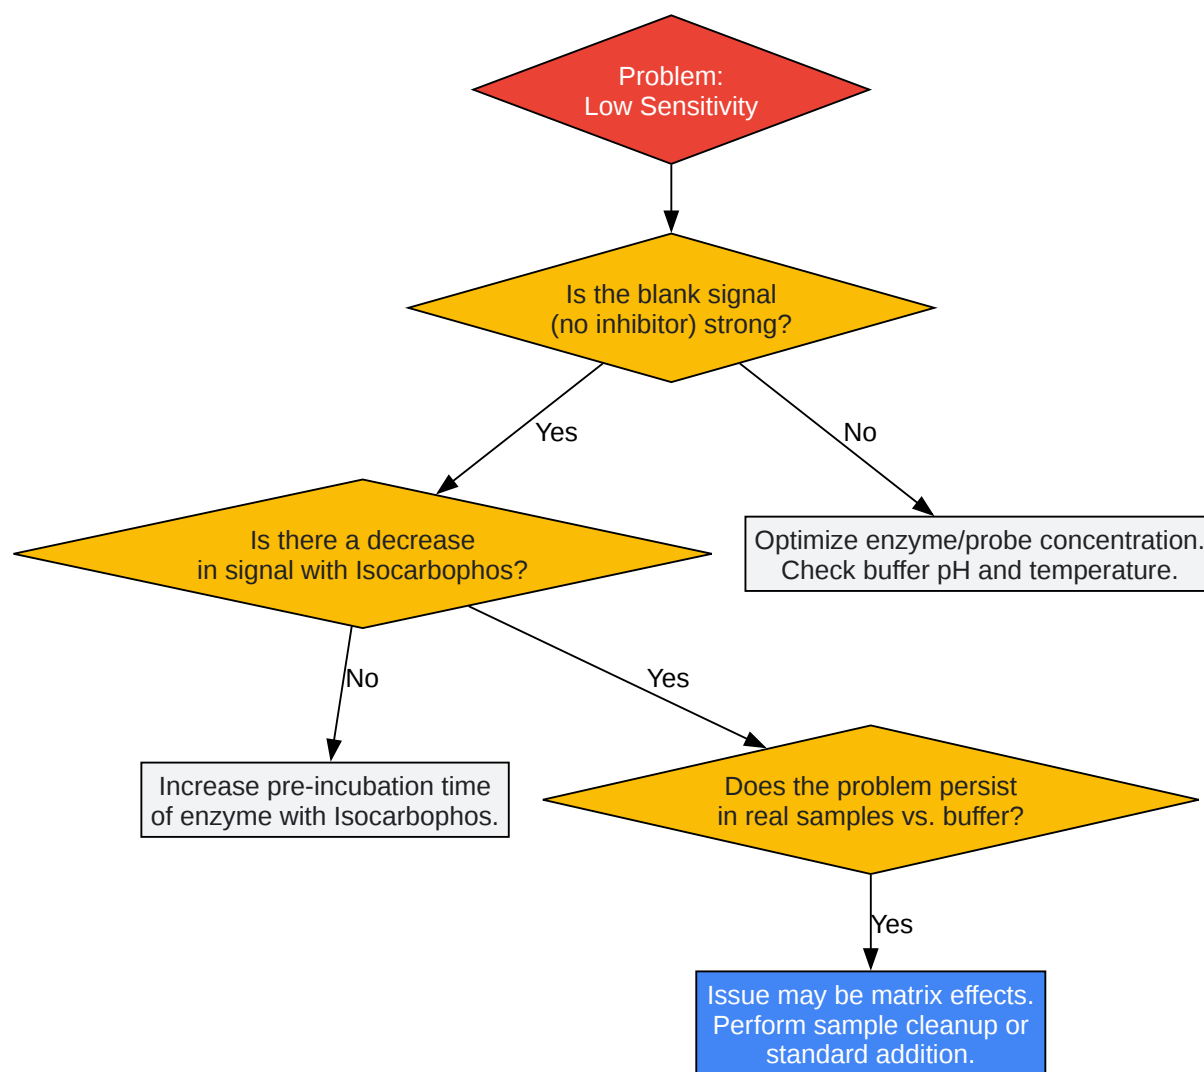 Problem:
Low Sensitivity
Is the blank signal
(no inhibitor) strong?
Yes
No
Is there a decrease
in signal with Isocarbophos?
Optimize enzyme/probe concentration.
Check buffer pH and temperature.
No
Yes
Increase pre-incubation time
of enzyme with Isocarbophos.
Does the problem persist
in real samples vs. buffer?
Yes
Issue may be matrix effects.
Perform sample cleanup or
standard addition.